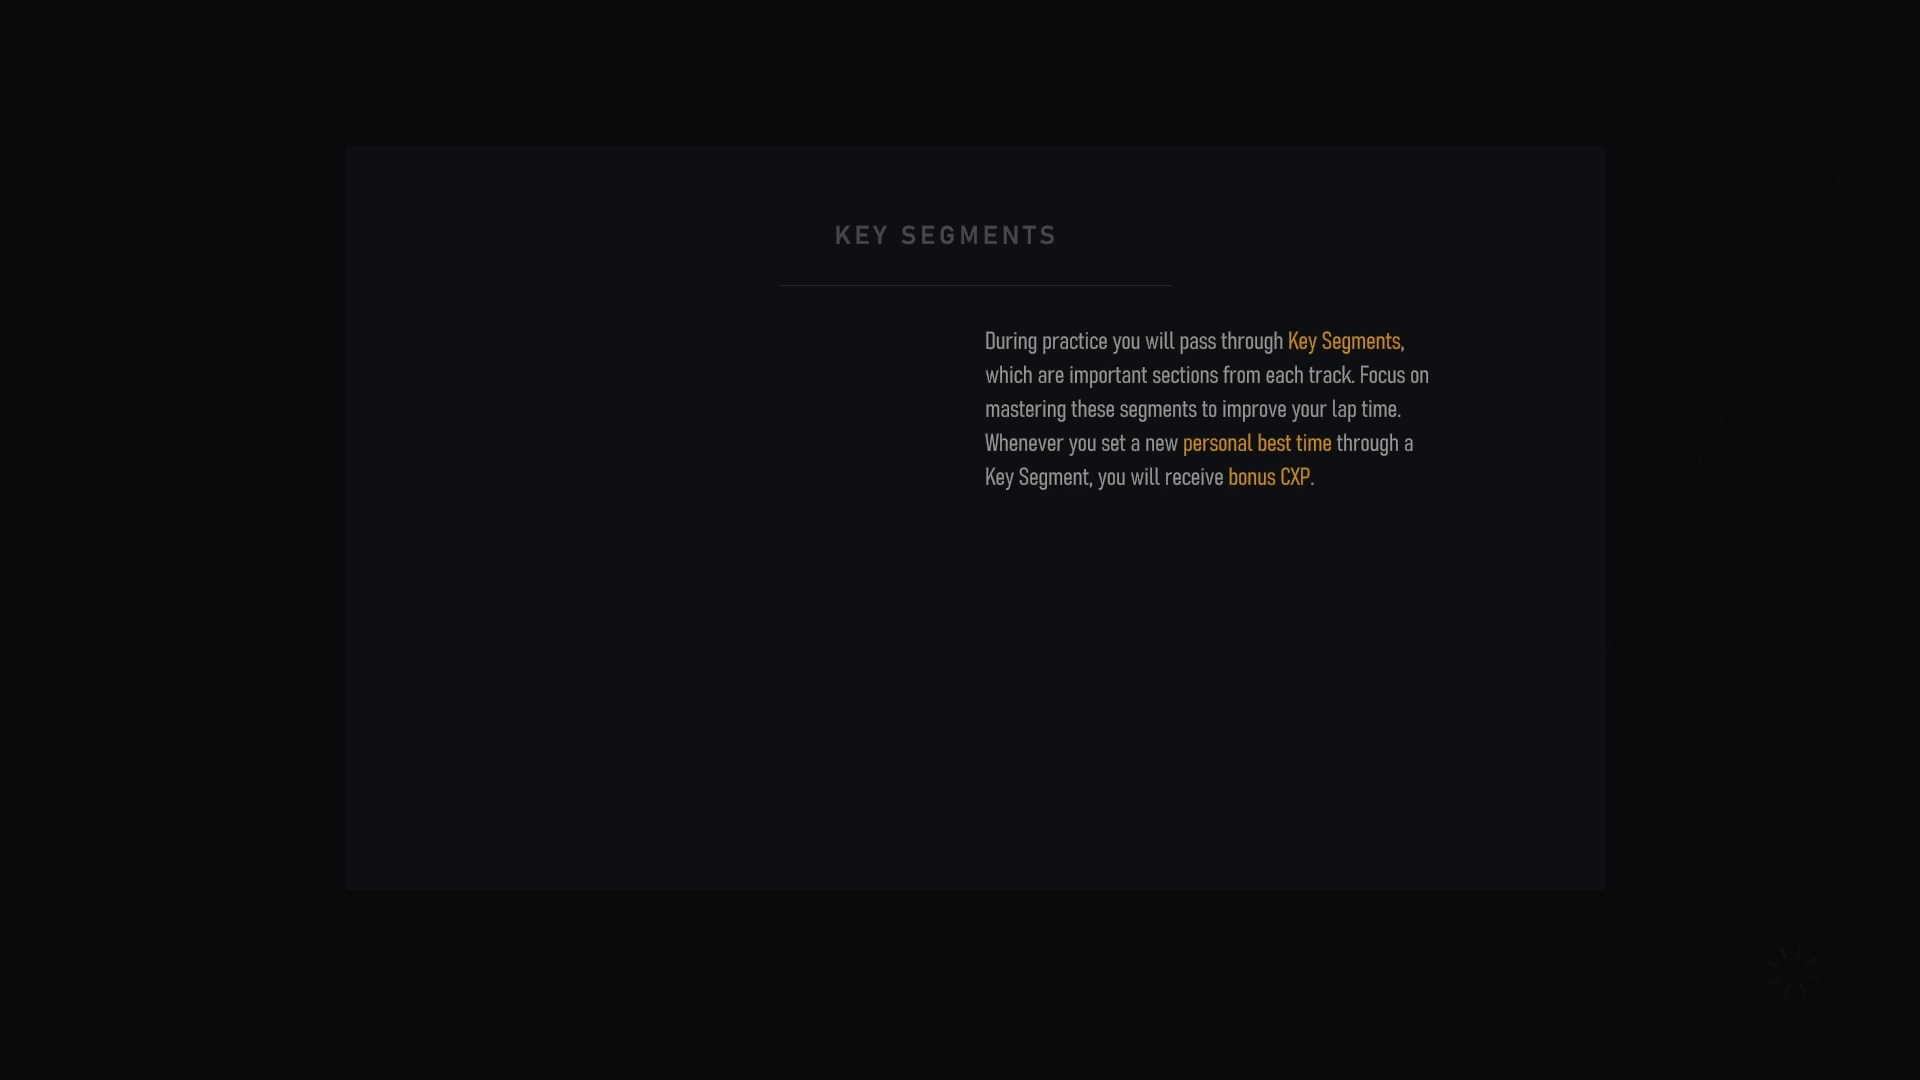 KEY SEGMENTS
During practice you will pass through Key Segments,
which are important sections from each track. Focus on
mastering these segments to improve your lap time.
Whenever you set a new personal best time through a
Key Segment, you will receive bonus CXP.